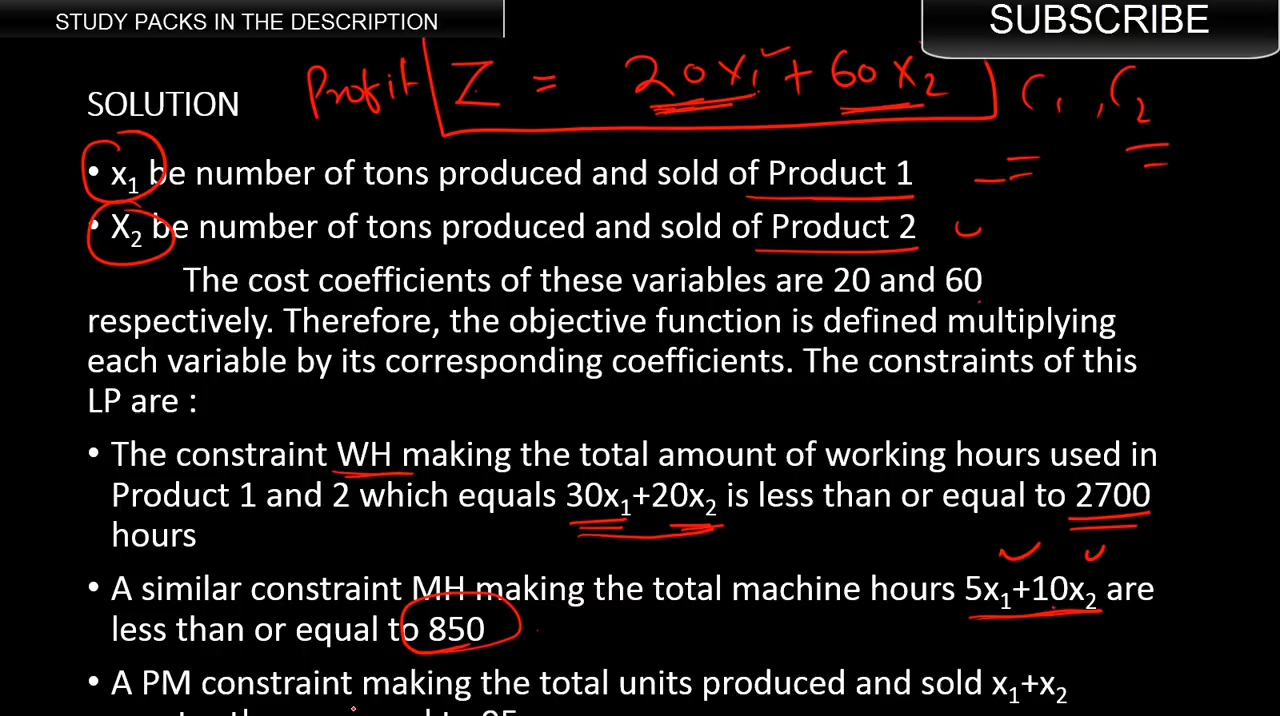 STUDY PACKS IN THE DESCRIPTION
SUBSCRIBE
Profit Z = 20x1 + 60x2 C1, C2
SOLUTION
• x1 be number of tons produced and sold of Product 1
• X2 be number of tons produced and sold of Product 2
The cost coefficients of these variables are 20 and 60
respectively. Therefore, the objective function is defined multiplying
each variable by its corresponding coefficients. The constraints of this
LP are :
• The constraint WH making the total amount of working hours used in
Product 1 and 2 which equals 30x1+20x2 is less than or equal to 2700
hours
• A similar constraint MH making the total machine hours 5x1+10x2 are
less than or equal to 850
• A PM constraint making the total units produced and sold x1+x2